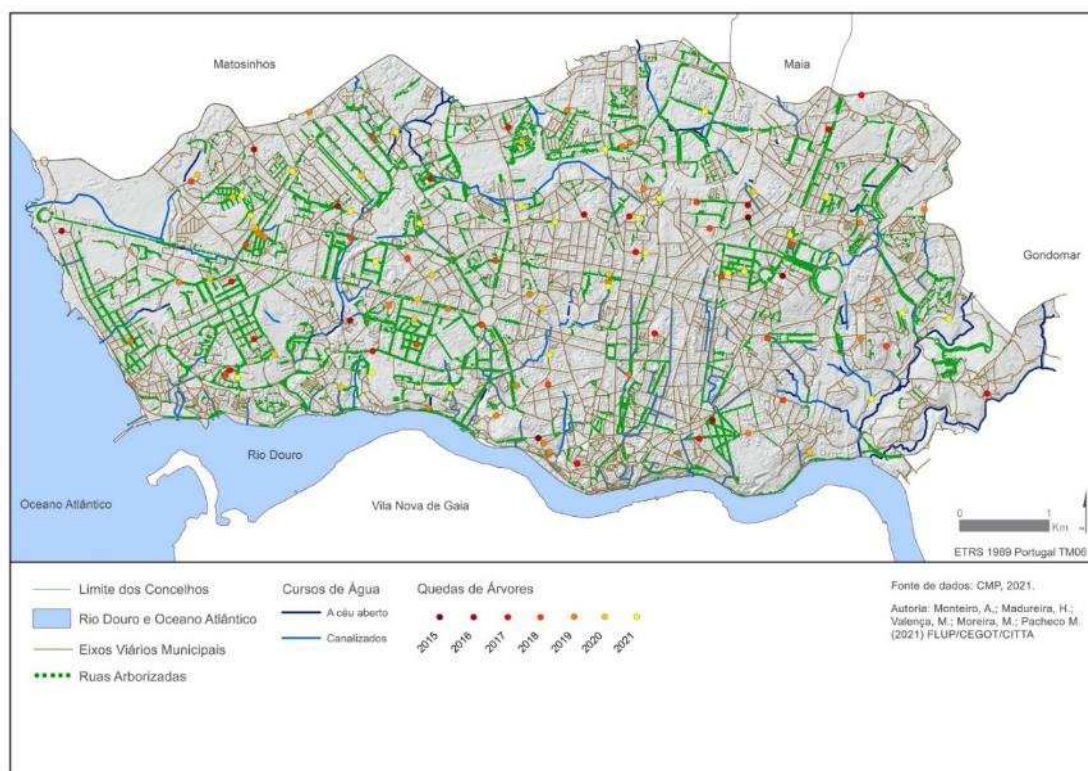 Matosinhos
Maia
Gondomar
Rio Douro
Oceano Atlântico
Vila Nova de Gaia
0 1
Km
ETRS 1989 Portugal TM06
Limite dos Concelhos
Rio Douro e Oceano Atlântico
Eixos Viários Municipais
Ruas Arborizadas
Cursos de Água
A céu aberto
Canalizados
Quedas de Árvores
2015 2016 2017 2018 2019 2020 2021
Fonte de dados: CMP, 2021.
Autoria: Monteiro, A.; Madureira, H.;
Valença, M.; Moreira, M.; Pacheco M.
(2021) FLUP/CEGOT/CITTA